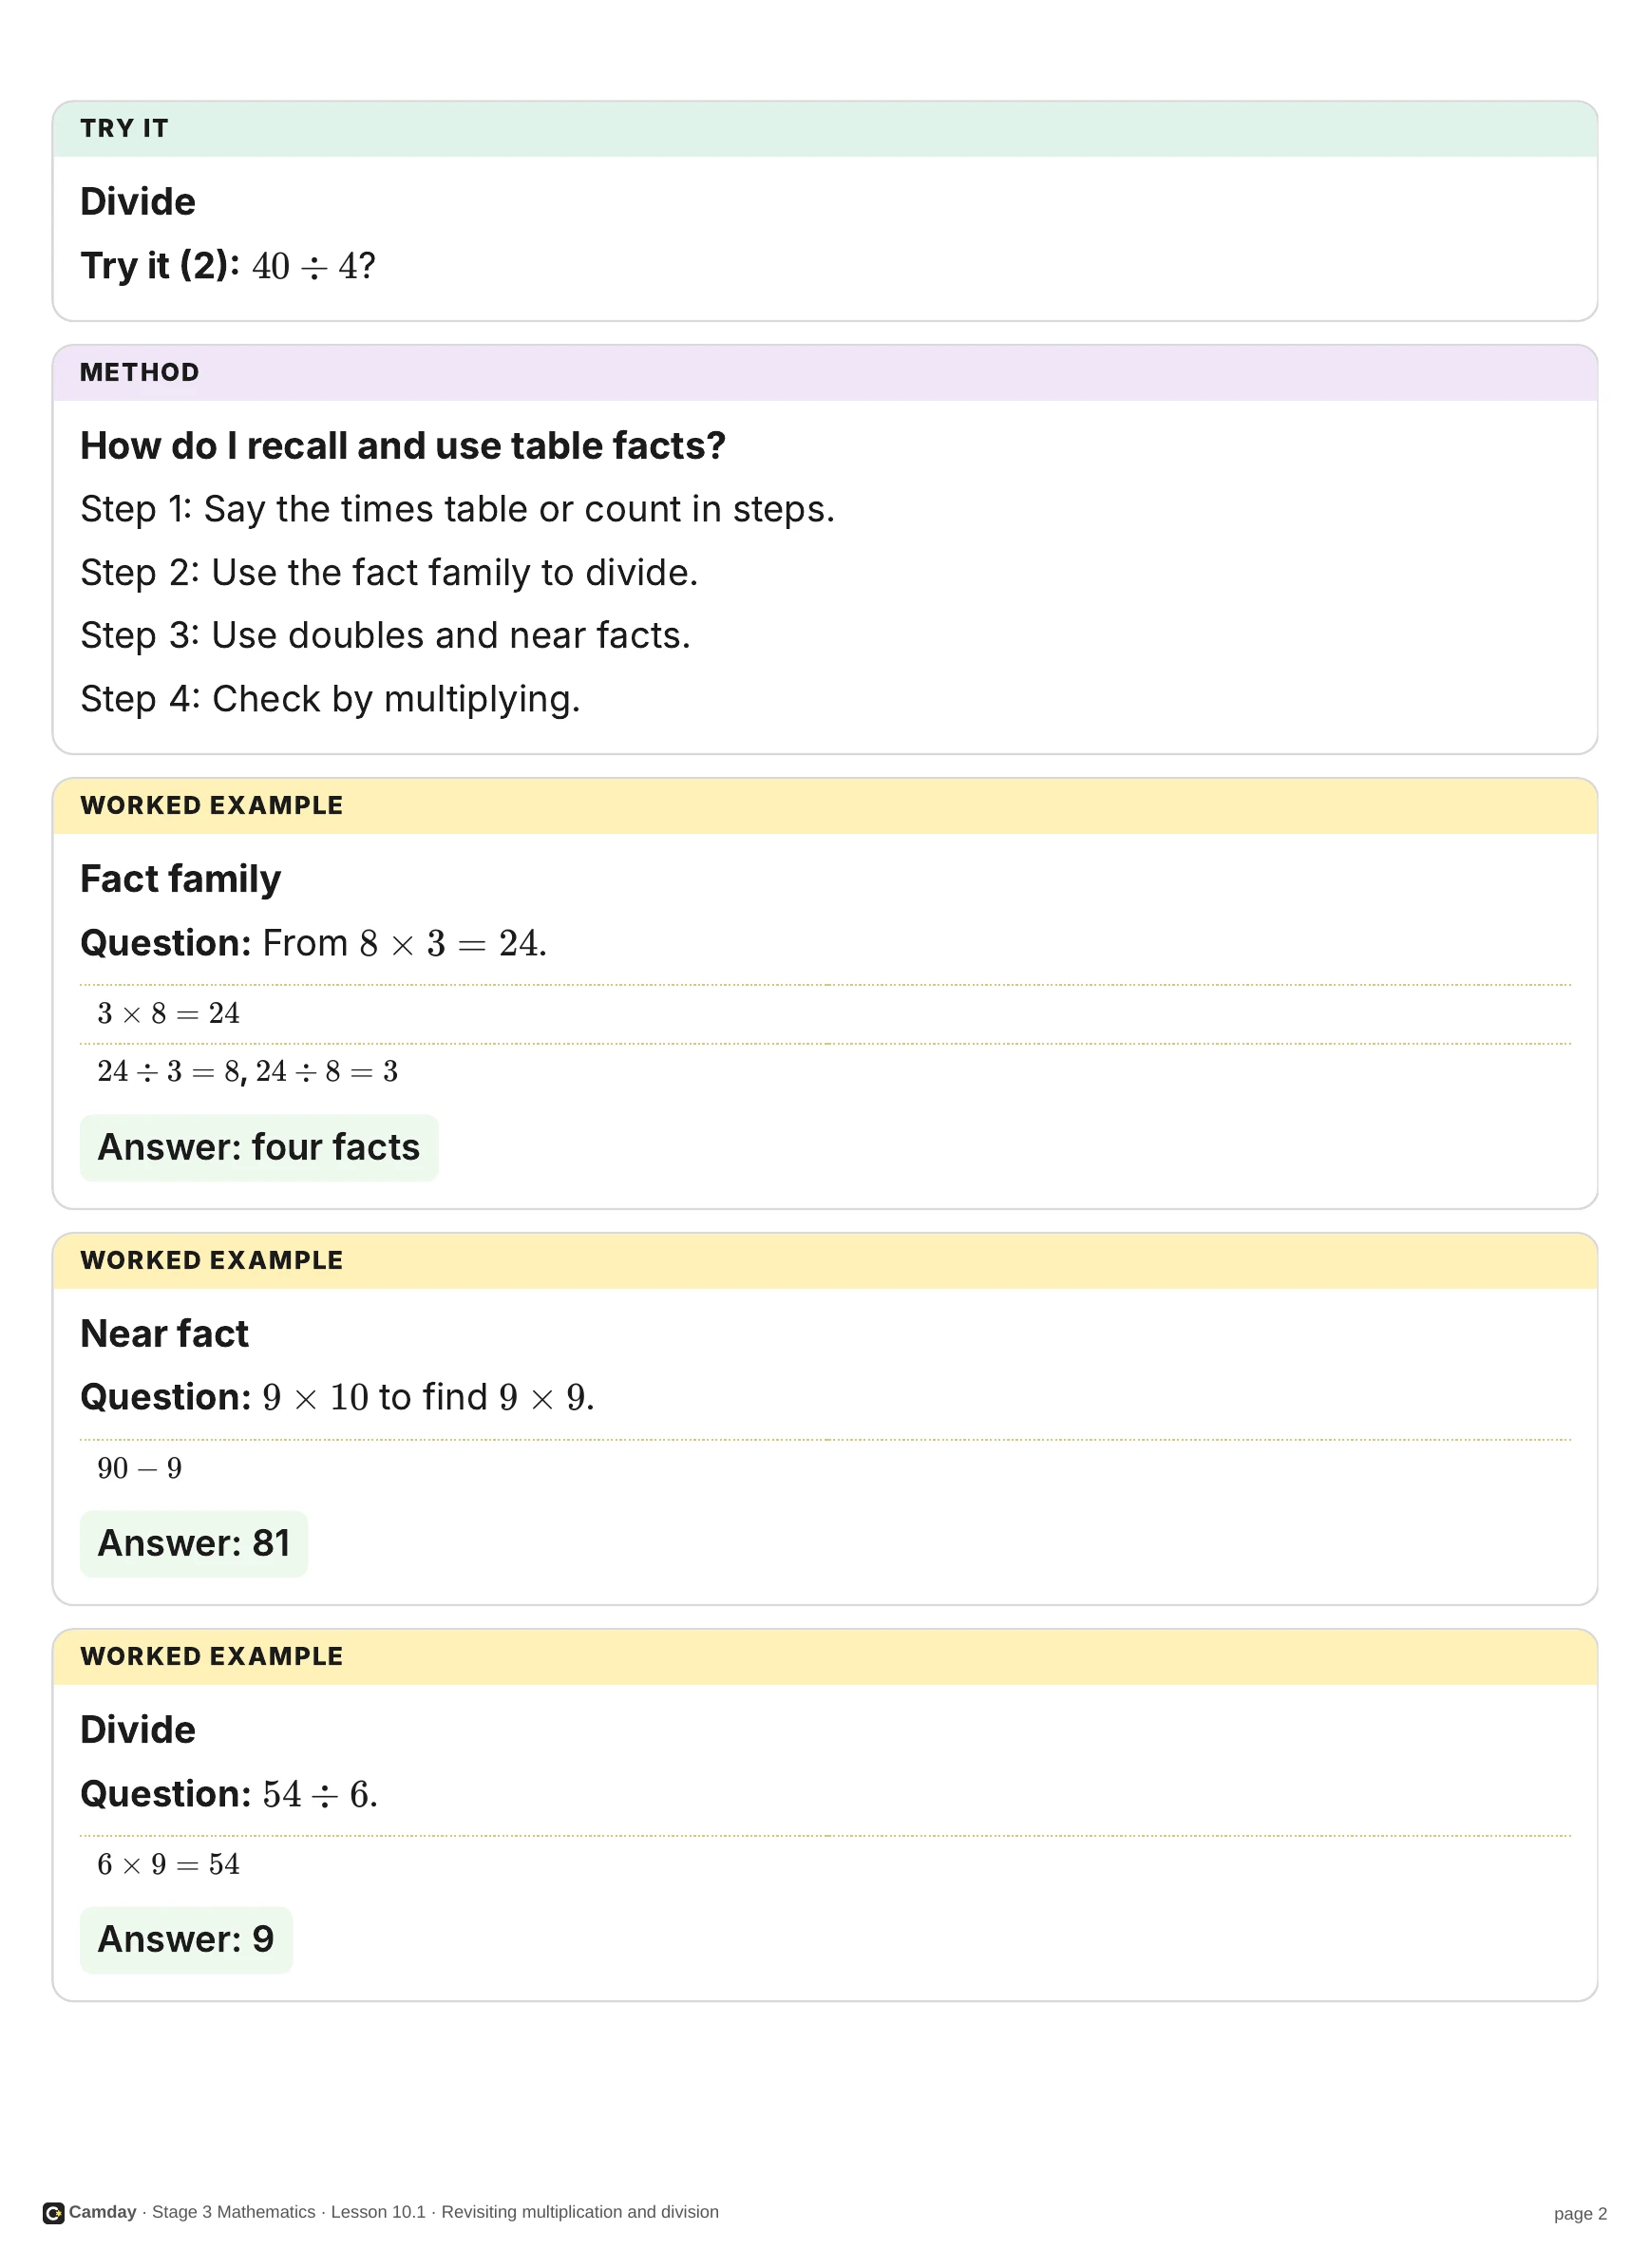 TRY IT
Divide
Try it (2): 40 ÷ 4?
METHOD
How do I recall and use table facts?
Step 1: Say the times table or count in steps.
Step 2: Use the fact family to divide.
Step 3: Use doubles and near facts.
Step 4: Check by multiplying.
WORKED EXAMPLE
Fact family
Question: From 8 × 3 = 24.
3 × 8 = 24
24 ÷ 3 = 8, 24 ÷ 8 = 3
Answer: four facts
WORKED EXAMPLE
Near fact
Question: 9 × 10 to find 9 × 9.
90 − 9
Answer: 81
WORKED EXAMPLE
Divide
Question: 54 ÷ 6.
6 × 9 = 54
Answer: 9
Camday · Stage 3 Mathematics · Lesson 10.1 · Revisiting multiplication and division page 2